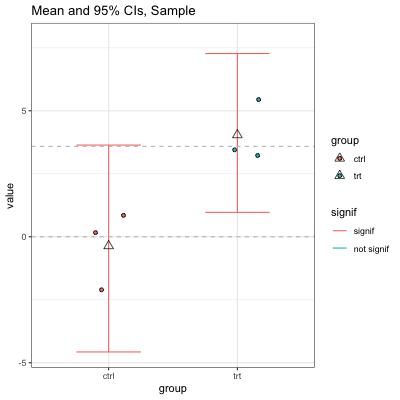 Mean and 95% CIs, Sample
value
5
0
-5
ctrl
trt
group
group
ctrl
trt
signif
signif
not signif